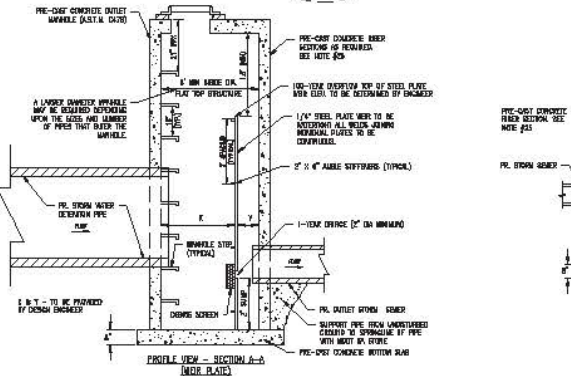 PRE-CAST CONCRETE OUTLET
MANHOLE (A.S.T.M. C478)
PRE-CAST CONCRETE RISER
SECTIONS AS REQUIRED.
SEE NOTE
6' MIN INSIDE DIA.
FLAT TOP STRUCTURE
100-YEAR OVERFLOW TOP OF STEEL PLATE
WEIR ELEV. TO BE DETERMINED BY ENGINEER
A LARGER DIAMETER MANHOLE
MAY BE REQUIRED DEPENDING
UPON THE SIZES AND NUMBER
OF PIPES THAT ENTER THE
MANHOLE.
1/4" STEEL PLATE WEIR TO BE
WATERTIGHT ALL WELDS JOINING
INDIVIDUAL PLATES TO BE
CONTINUOUS.
PRE-CAST CONCRETE
RISER SECTION. SEE
NOTE
ANGLE STIFFENERS (TYPICAL)
PR. STORM SEWER
PR. STORM WATER
DETENTION PIPE
FLOW
X
Y
1-YEAR ORIFICE (2" DIA MINIMUM)
MANHOLE STEP
(TYPICAL)
FLOW
2' SUMP
X & Y - TO BE PROVIDED
BY DESIGN ENGINEER
SCREEN
PR. OUTLET STORM SEWER
SUPPORT PIPE FROM UNDISTURBED
GROUND TO SPRINGLINE OF PIPE
WITH STONE
PRE-CAST CONCRETE BOTTOM SLAB
PROFILE VIEW - SECTION A-A
(WEIR PLATE)